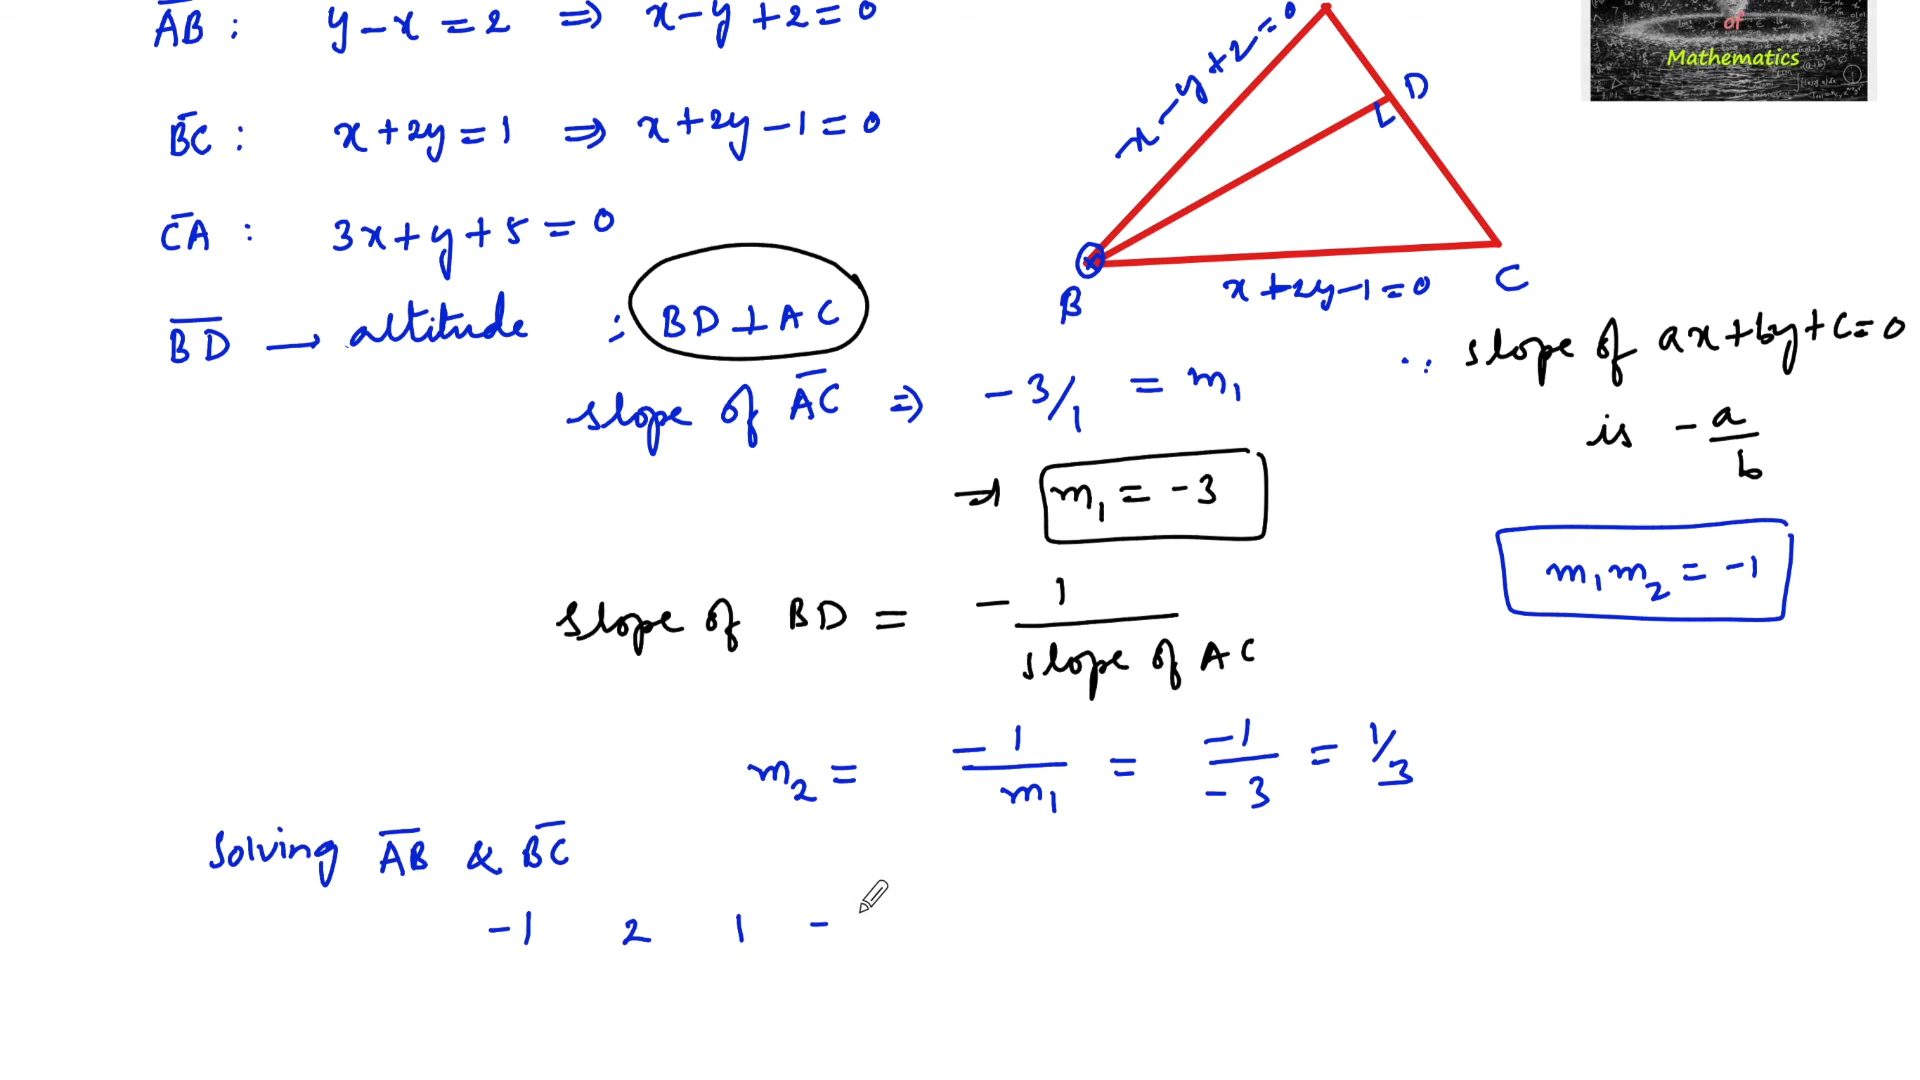 AB : y-x=2 ⇒ x-y+2=0
BC : x+2y=1 ⇒ x+2y-1=0
CA : 3x+y+5=0
BD → altitude : BD⊥AC
slope of AC ⇒ -3/1 = m₁
⇒ m₁ = -3
slope of BD = - 1/slope of AC
m₂ = -1/m₁ = -1/-3 = 1/3
Solving AB & BC
-1 2 1 -
x-y+2=0
D
B
x+2y-1=0
C
∵ slope of ax+by+c=0
is -a/b
m₁m₂ = -1
of
Mathematics